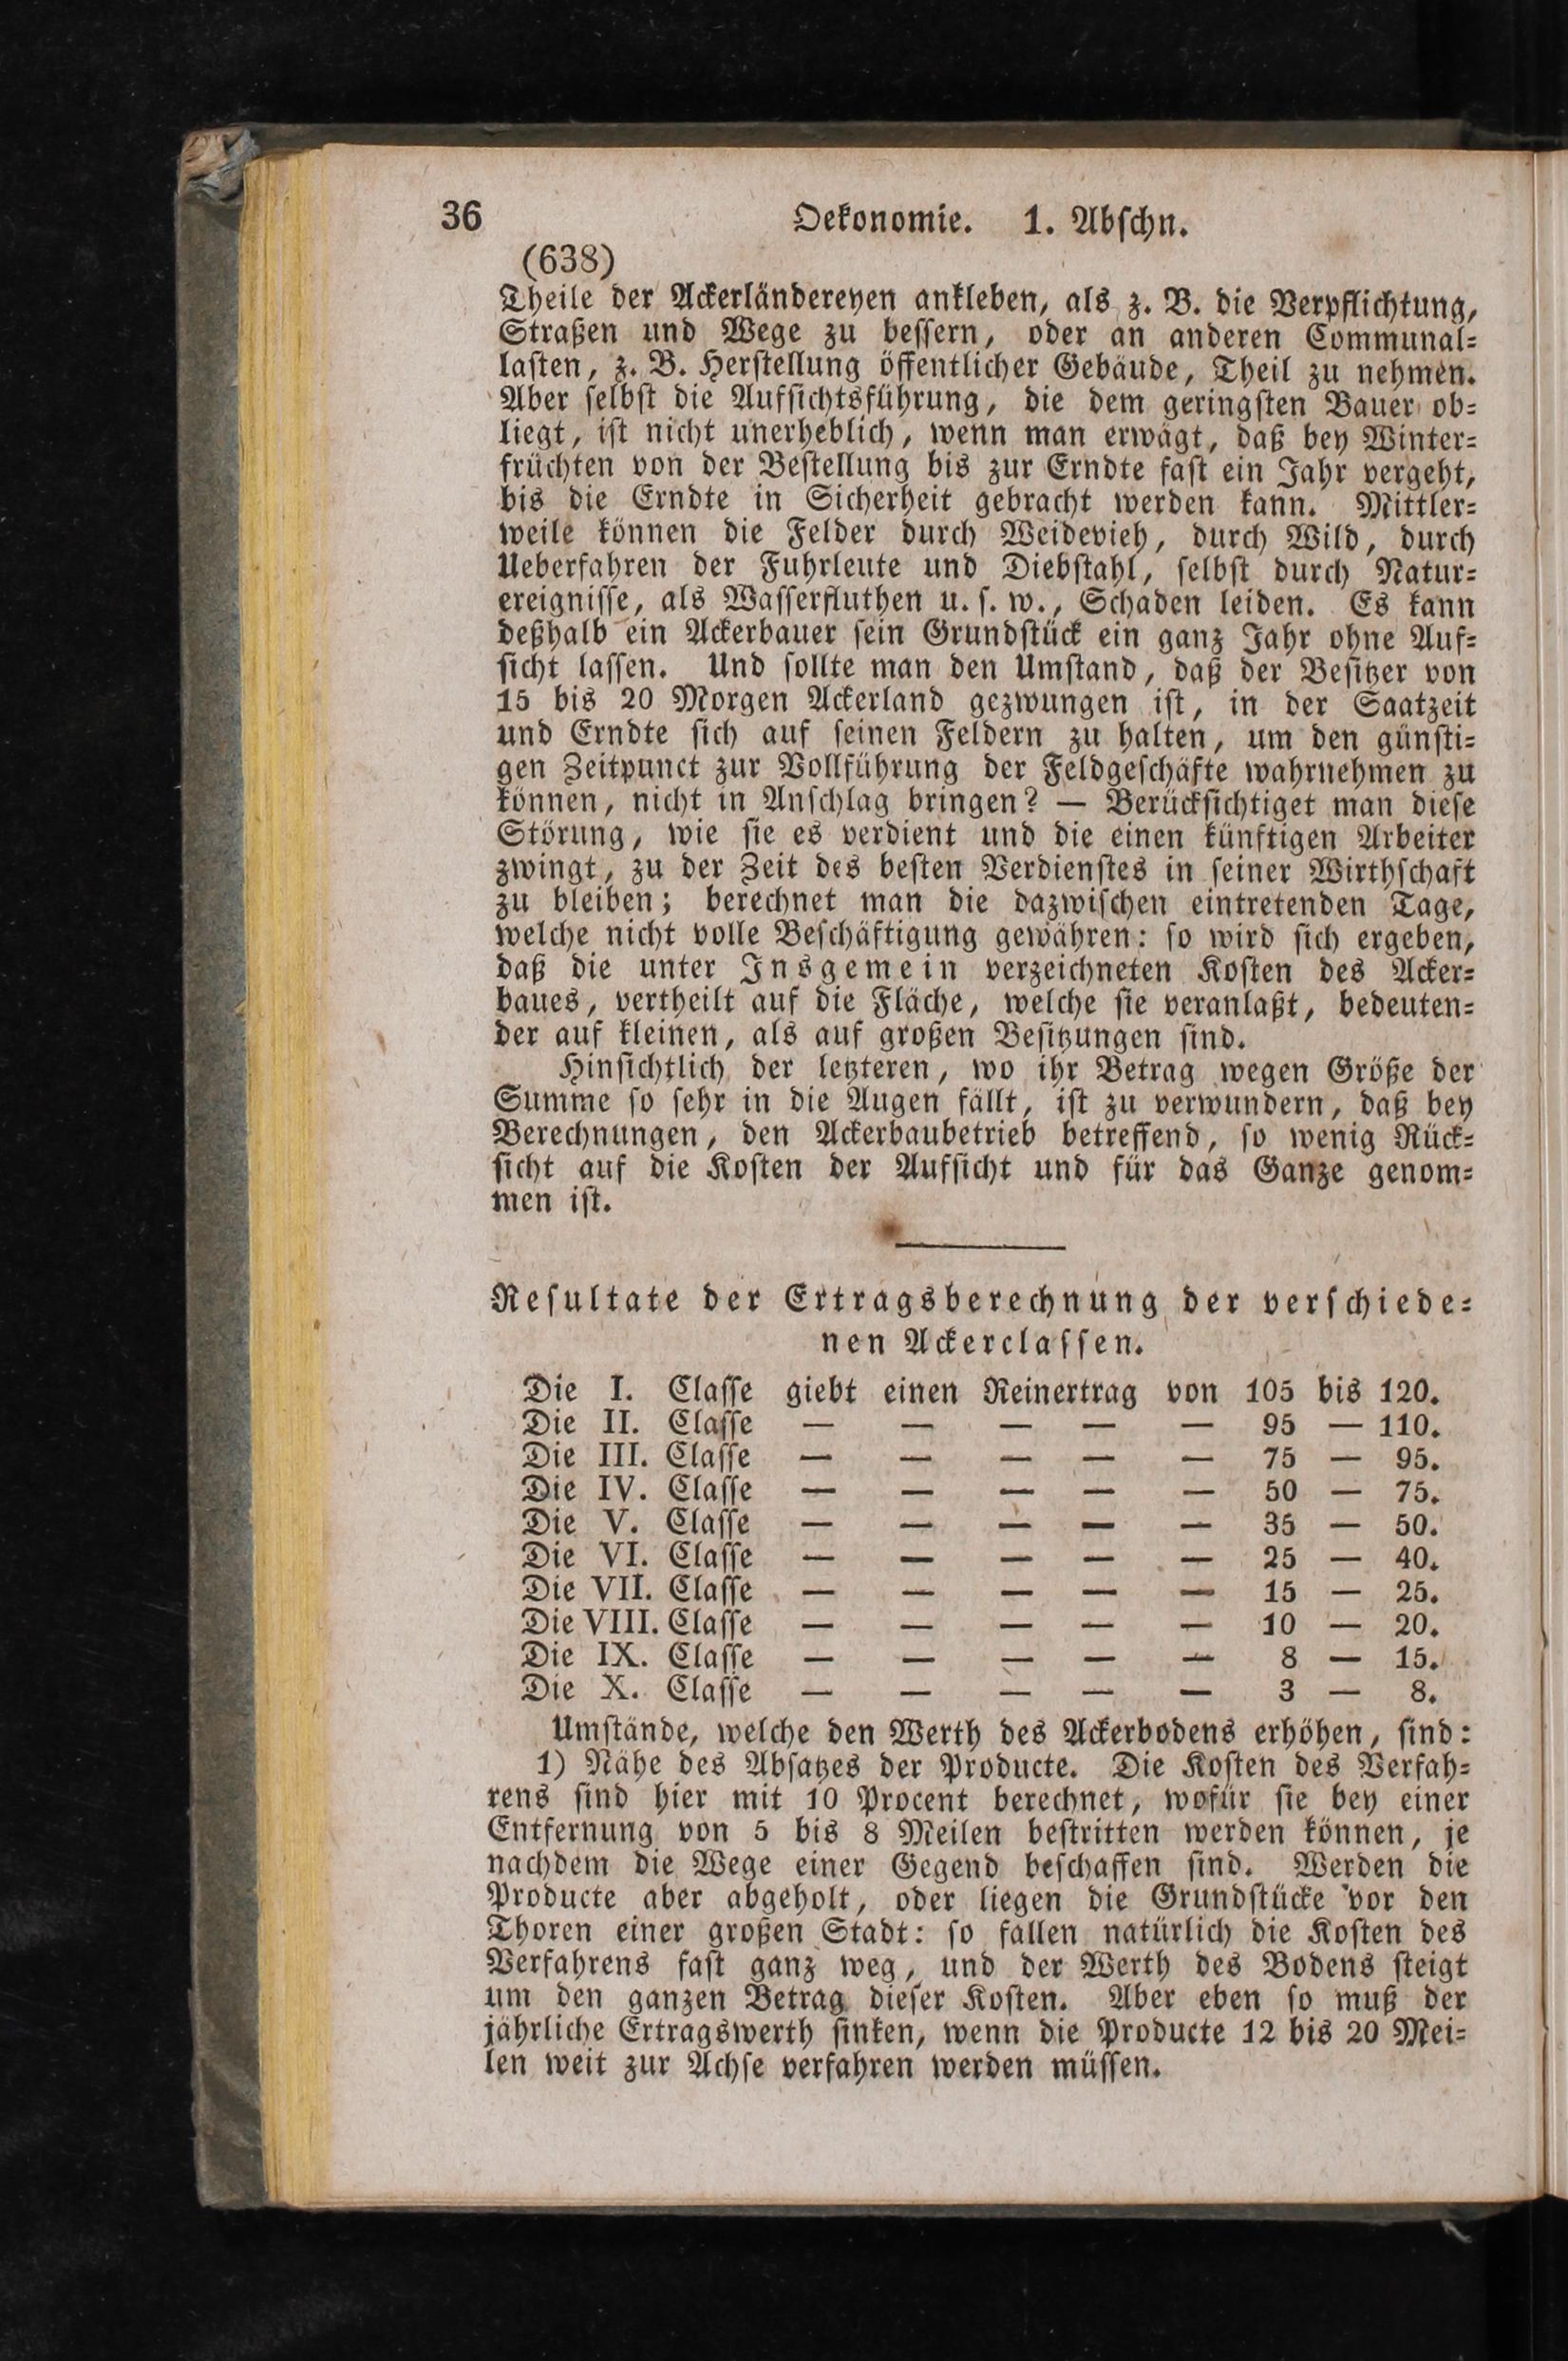 36 Oekonomie. 1. Abschn.
(638)
Theile der Ackerländereyen ankleben, als z. B. die Verpflichtung,
Straßen und Wege zu bessern, oder an anderen Communal-
lasten, z. B. Herstellung öffentlicher Gebäude, Theil zu nehmen.
Aber selbst die Aufsichtsführung, die dem geringsten Bauer ob-
liegt, ist nicht unerheblich, wenn man erwägt, daß bey Winter-
früchten von der Bestellung bis zur Erndte fast ein Jahr vergeht,
bis die Erndte in Sicherheit gebracht werden kann. Mittler-
weile können die Felder durch Weidevieh, durch Wild, durch
Ueberfahren der Fuhrleute und Diebstahl, selbst durch Natur-
ereignisse, als Wasserfluthen u. s. w., Schaden leiden. Es kann
deßhalb ein Ackerbauer sein Grundstück ein ganz Jahr ohne Auf-
sicht lassen. Und sollte man den Umstand, daß der Besitzer von
15 bis 20 Morgen Ackerland gezwungen ist, in der Saatzeit
und Erndte sich auf seinen Feldern zu halten, um den günsti-
gen Zeitpunct zur Vollführung der Feldgeschäfte wahrnehmen zu
können, nicht in Anschlag bringen? — Berücksichtiget man diese
Störung, wie sie es verdient und die einen künftigen Arbeiter
zwingt, zu der Zeit des besten Verdienstes in seiner Wirthschaft
zu bleiben; berechnet man die dazwischen eintretenden Tage,
welche nicht volle Beschäftigung gewähren: so wird sich ergeben,
daß die unter Insgemein verzeichneten Kosten des Acker-
baues, vertheilt auf die Fläche, welche sie veranlaßt, bedeuten-
der auf kleinen, als auf großen Besitzungen sind.
Hinsichtlich der letzteren, wo ihr Betrag wegen Größe der
Summe so sehr in die Augen fällt, ist zu verwundern, daß bey
Berechnungen, den Ackerbaubetrieb betreffend, so wenig Rück-
sicht auf die Kosten der Aufsicht und für das Ganze genom-
men ist.
Resultate der Ertragsberechnung der verschiede-
nen Ackerclassen.
Die I. Classe giebt einen Reinertrag von 105 bis 120.
Die II. Classe — — — — — 95 — 110.
Die III. Classe — — — — — 75 — 95.
Die IV. Classe — — — — — 50 — 75.
Die V. Classe — — — — — 35 — 50.
Die VI. Classe — — — — — 25 — 40.
Die VII. Classe — — — — — 15 — 25.
Die VIII. Classe — — — — — 10 — 20.
Die IX. Classe — — — — — 8 — 15.
Die X. Classe — — — — — 3 — 8.
Umstände, welche den Werth des Ackerbodens erhöhen, sind:
1) Nähe des Absatzes der Producte. Die Kosten des Verfah-
rens sind hier mit 10 Procent berechnet, wofür sie bey einer
Entfernung von 5 bis 8 Meilen bestritten werden können, je
nachdem die Wege einer Gegend beschaffen sind. Werden die
Producte aber abgeholt, oder liegen die Grundstücke vor den
Thoren einer großen Stadt: so fallen natürlich die Kosten des
Verfahrens fast ganz weg, und der Werth des Bodens steigt
um den ganzen Betrag dieser Kosten. Aber eben so muß der
jährliche Ertragswerth sinken, wenn die Producte 12 bis 20 Mei-
len weit zur Achse verfahren werden müssen.